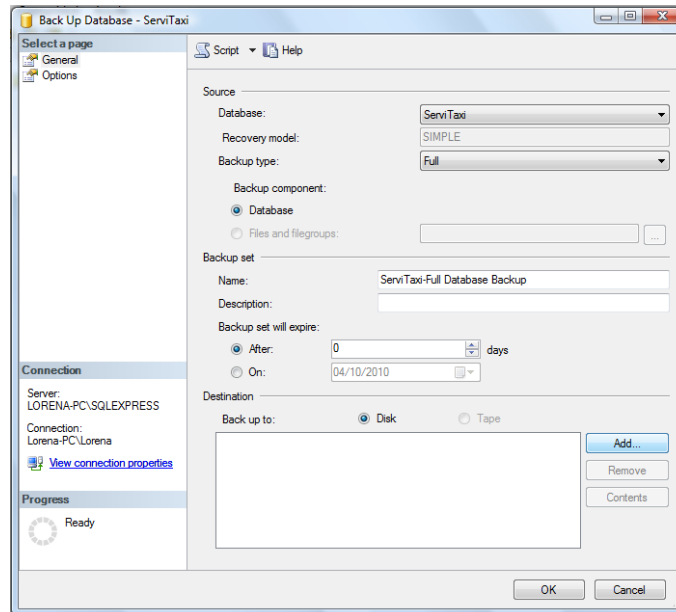 Back Up Database - ServiTaxi
Select a page
General
Options
Script
Help
Source
Database: ServiTaxi
Recovery model: SIMPLE
Backup type: Full
Backup component:
Database
Files and filegroups: ...
Backup set
Name: ServiTaxi-Full Database Backup
Description:
Backup set will expire:
After: 0 days
On: 04/10/2010
Connection
Server:
LORENA-PC\SQLEXPRESS
Connection:
Lorena-PC\Lorena
View connection properties
Destination
Back up to: Disk Tape
Add...
Remove
Contents
Progress
Ready
OK Cancel